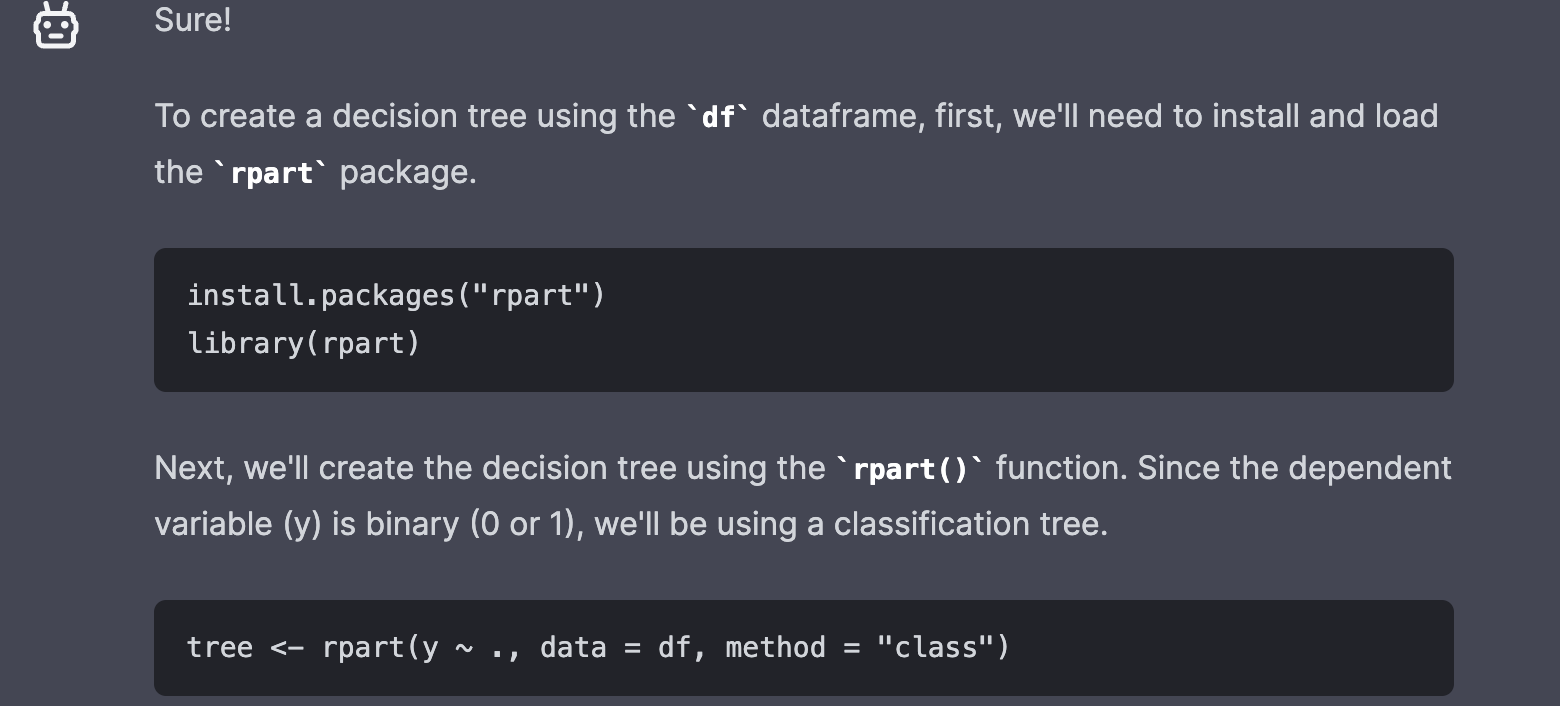 Sure!
To create a decision tree using the `df` dataframe, first, we'll need to install and load
the `rpart` package.
install.packages("rpart")
library(rpart)
Next, we'll create the decision tree using the `rpart()` function. Since the dependent
variable (y) is binary (0 or 1), we'll be using a classification tree.
tree <- rpart(y ~ ., data = df, method = "class")